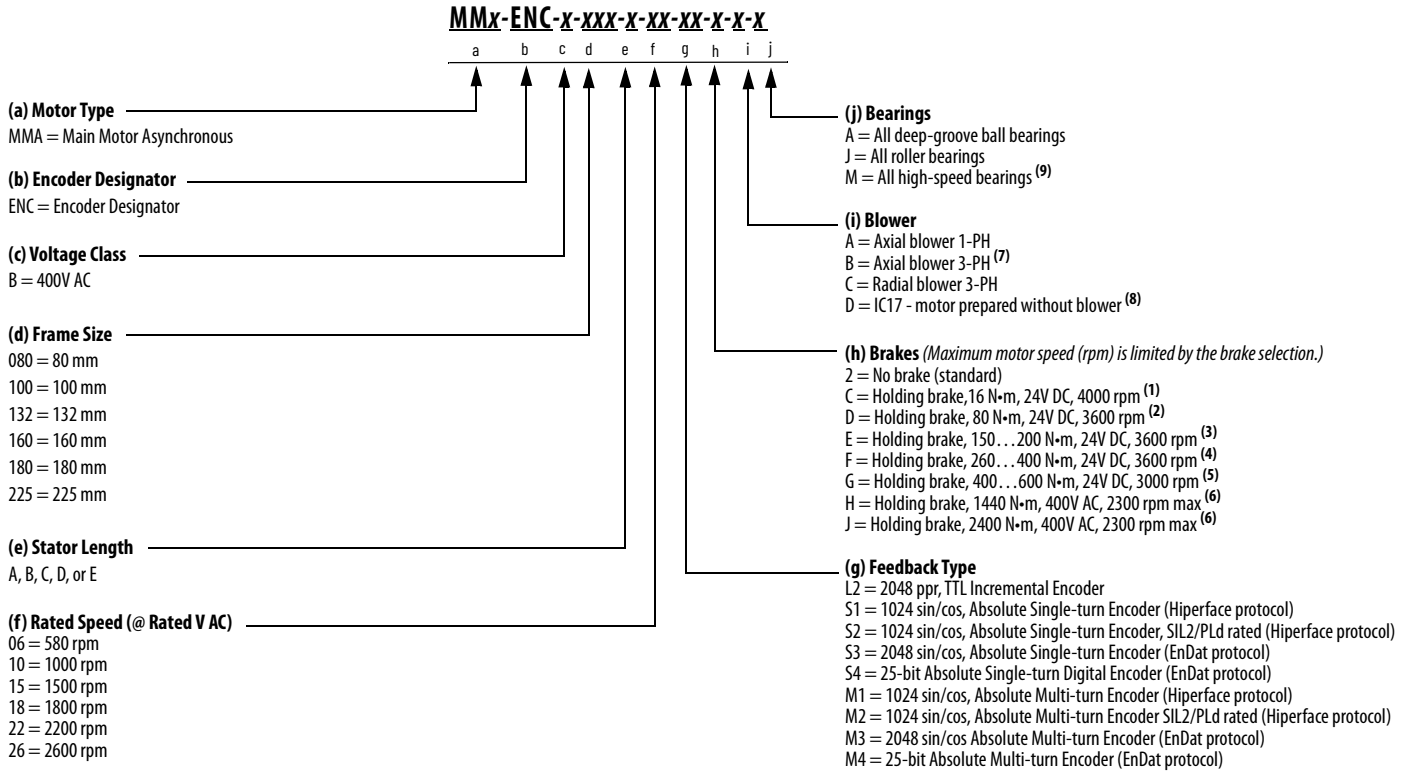 MMx-ENC-x-xxx-x-xx-xx-x-x-x
a b c d e f g h i j
(a) Motor Type
MMA = Main Motor Asynchronous
(b) Encoder Designator
ENC = Encoder Designator
(c) Voltage Class
B = 400V AC
(d) Frame Size
080 = 80 mm
100 = 100 mm
132 = 132 mm
160 = 160 mm
180 = 180 mm
225 = 225 mm
(e) Stator Length
A, B, C, D, or E
(f) Rated Speed (@ Rated V AC)
06 = 580 rpm
10 = 1000 rpm
15 = 1500 rpm
18 = 1800 rpm
22 = 2200 rpm
26 = 2600 rpm
(j) Bearings
A = All deep-groove ball bearings
J = All roller bearings
M = All high-speed bearings (9)
(i) Blower
A = Axial blower 1-PH
B = Axial blower 3-PH (7)
C = Radial blower 3-PH
D = IC17 - motor prepared without blower (8)
(h) Brakes (Maximum motor speed (rpm) is limited by the brake selection.)
2 = No brake (standard)
C = Holding brake,16 N•m, 24V DC, 4000 rpm (1)
D = Holding brake, 80 N•m, 24V DC, 3600 rpm (2)
E = Holding brake, 150…200 N•m, 24V DC, 3600 rpm (3)
F = Holding brake, 260…400 N•m, 24V DC, 3600 rpm (4)
G = Holding brake, 400…600 N•m, 24V DC, 3000 rpm (5)
H = Holding brake, 1440 N•m, 400V AC, 2300 rpm max (6)
J = Holding brake, 2400 N•m, 400V AC, 2300 rpm max (6)
(g) Feedback Type
L2 = 2048 ppr, TTL Incremental Encoder
S1 = 1024 sin/cos, Absolute Single-turn Encoder (Hiperface protocol)
S2 = 1024 sin/cos, Absolute Single-turn Encoder, SIL2/PLd rated (Hiperface protocol)
S3 = 2048 sin/cos, Absolute Single-turn Encoder (EnDat protocol)
S4 = 25-bit Absolute Single-turn Digital Encoder (EnDat protocol)
M1 = 1024 sin/cos, Absolute Multi-turn Encoder (Hiperface protocol)
M2 = 1024 sin/cos, Absolute Multi-turn Encoder SIL2/PLd rated (Hiperface protocol)
M3 = 2048 sin/cos Absolute Multi-turn Encoder (EnDat protocol)
M4 = 25-bit Absolute Multi-turn Encoder (EnDat protocol)